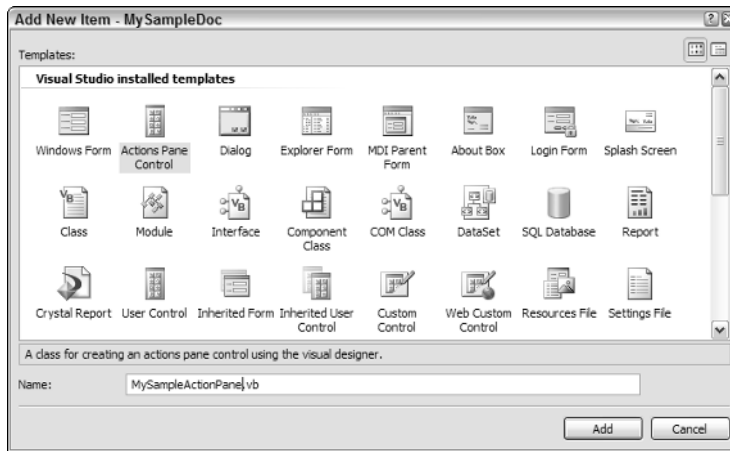 Add New Item - MySampleDoc
Templates:
Visual Studio installed templates
Windows Form
Actions Pane Control
Dialog
Explorer Form
MDI Parent Form
About Box
Login Form
Splash Screen
Class
Module
Interface
Component Class
COM Class
DataSet
SQL Database
Report
Crystal Report
User Control
Inherited Form
Inherited User Control
Custom Control
Web Custom Control
Resources File
Settings File
A class for creating an actions pane control using the visual designer.
Name: MySampleActionPane.vb
Add Cancel